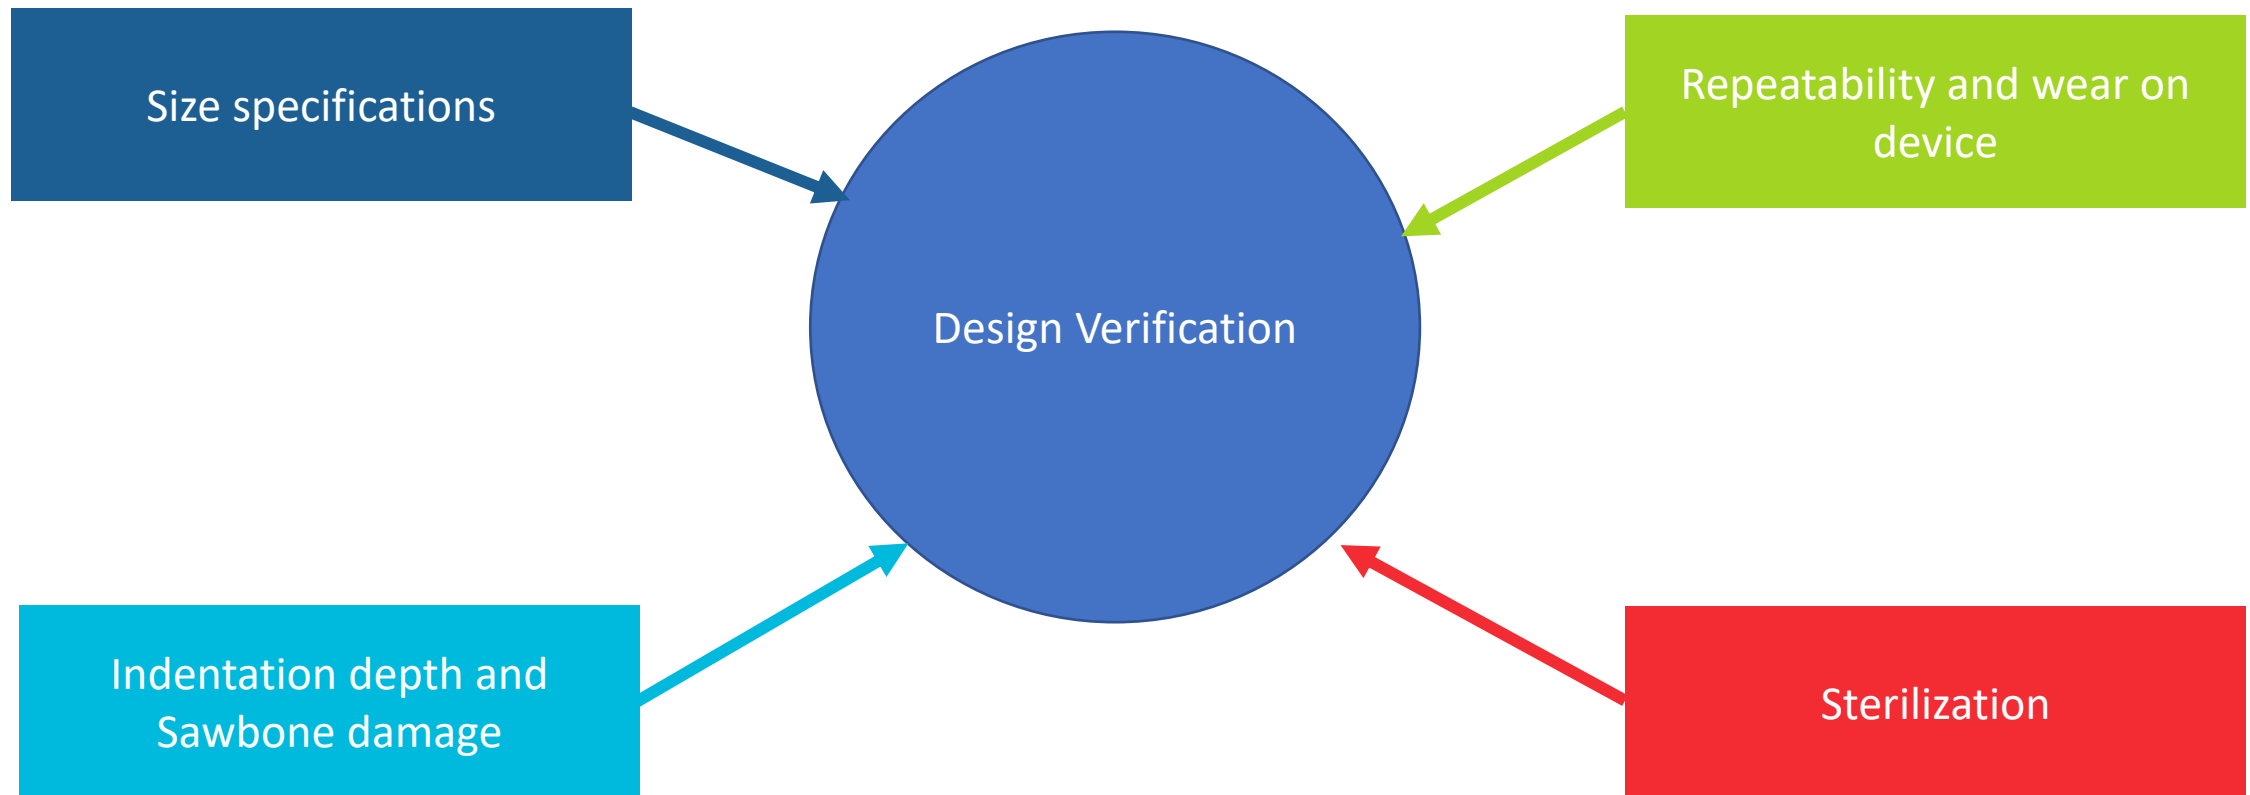 Size specifications
Repeatability and wear on
device
Design Verification
Indentation depth and
Sawbone damage
Sterilization